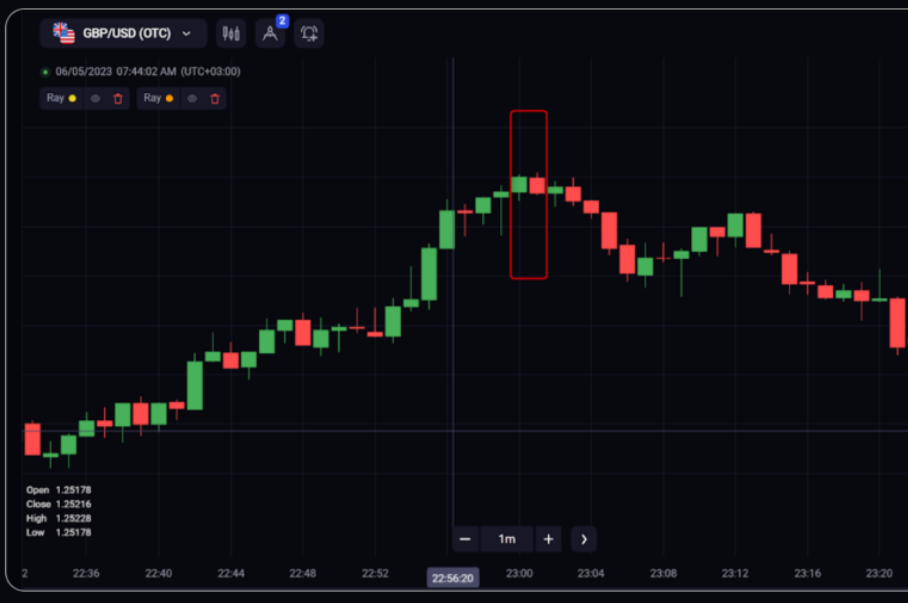 GBP/USD (OTC)
2
06/05/2023 07:44:02 AM (UTC+03:00)
Ray Ray
Open 1.25178
Close 1.25216
High 1.25228
Low 1.25178
1m
2 22:36 22:40 22:44 22:48 22:52 22:56:20 23:00 23:04 23:08 23:12 23:16 23:20